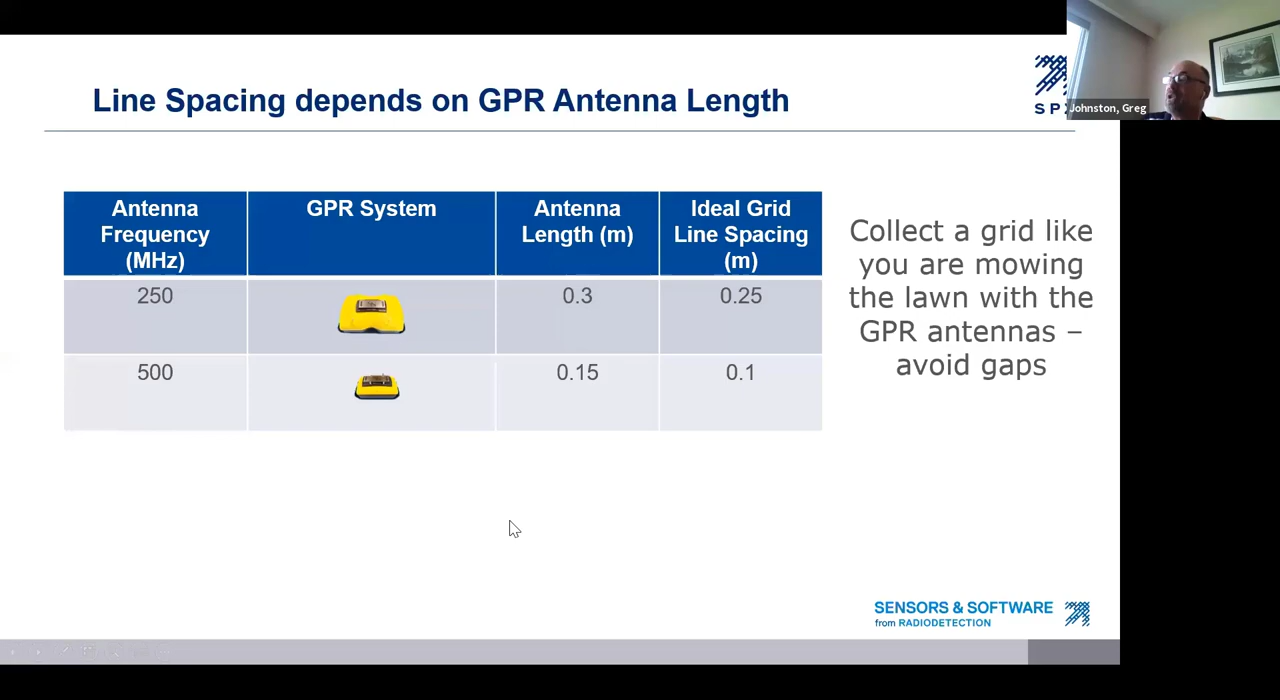 Line Spacing depends on GPR Antenna Length
SPX
Johnston, Greg
Antenna
Frequency
(MHz)
GPR System
Antenna
Length (m)
Ideal Grid
Line Spacing
(m)
250
0.3
0.25
500
0.15
0.1
Collect a grid like
you are mowing
the lawn with the
GPR antennas –
avoid gaps
SENSORS & SOFTWARE
from RADIODETECTION